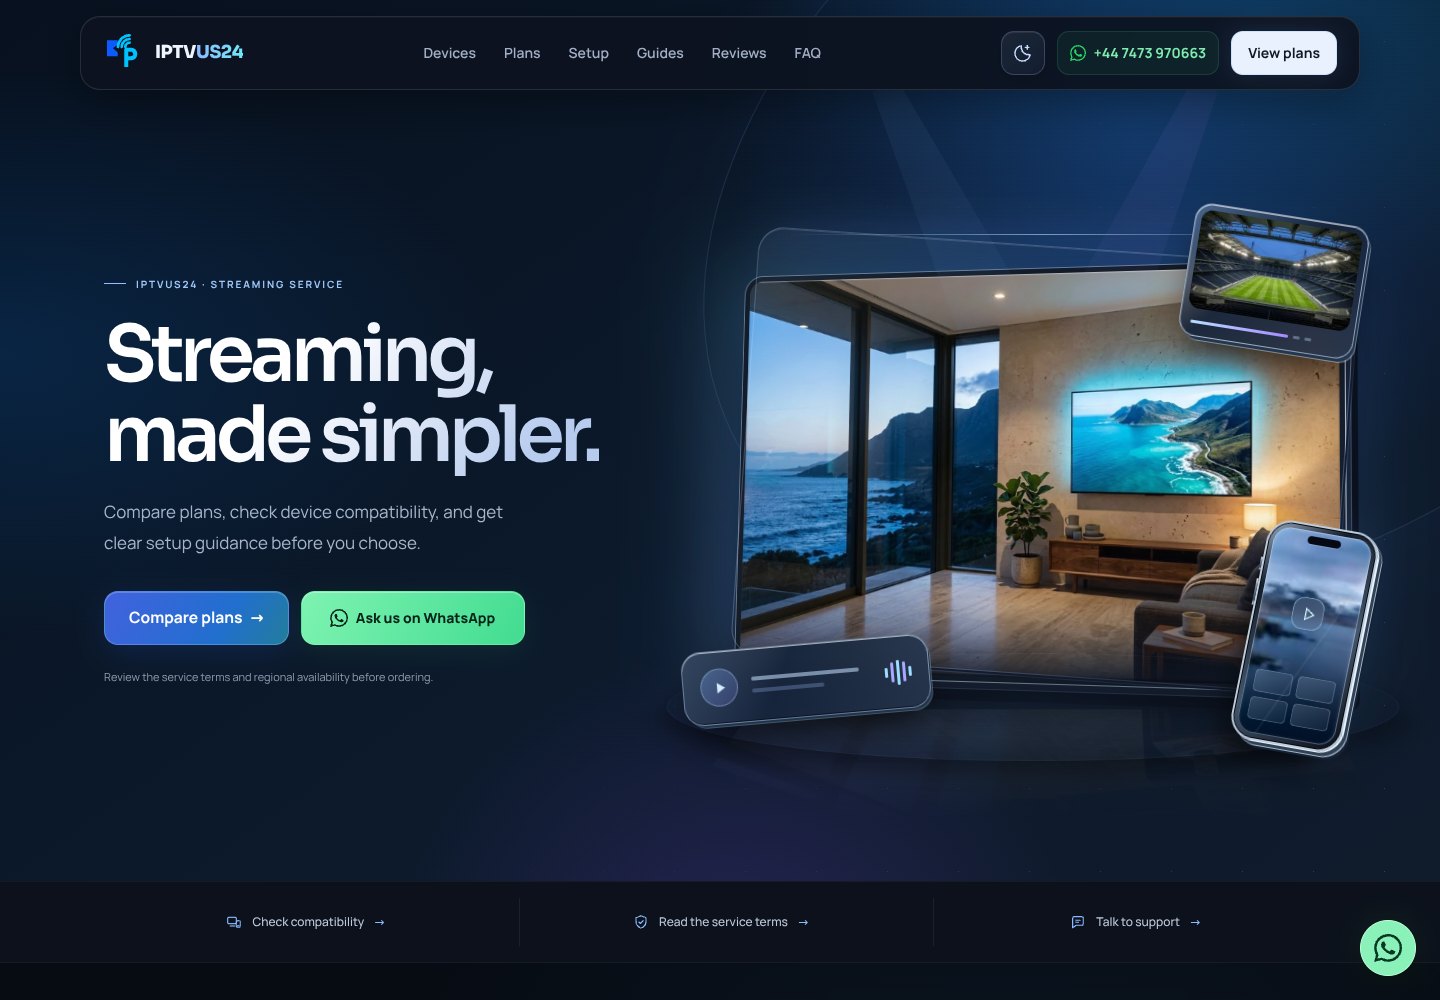 IPTVUS24
Devices
Plans
Setup
Guides
Reviews
FAQ
+44 7473 970663
View plans
IPTVUS24 · STREAMING SERVICE
Streaming,
made simpler.
Compare plans, check device compatibility, and get
clear setup guidance before you choose.
Compare plans →
Ask us on WhatsApp
Review the service terms and regional availability before ordering.
Check compatibility →
Read the service terms →
Talk to support →